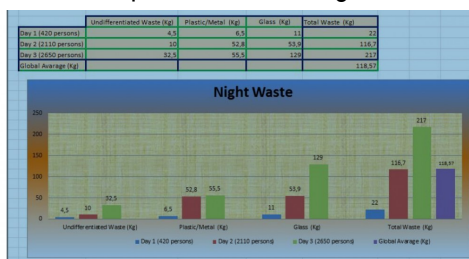 Undifferentiated Waste (Kg) Plastic/Metal (Kg) Glass (Kg) Total Waste (Kg)
Day 1 (420 persons) 4,5 6,5 11 22
Day 2 (2110 persons) 10 52,8 53,9 116,7
Day 3 (2650 persons) 32,5 55,5 129 217
Global Avarage (Kg) 118,57
Night Waste
250
200
150
100
50
0
4,5 10 32,5 6,5 52,8 55,5 11 53,9 129 22 116,7 217 118,57
Undifferentiated Waste (Kg) Plastic/Metal (Kg) Glass (Kg) Total Waste (Kg)
Day 1 (420 persons) Day 2 (2110 persons) Day 3 (2650 persons) Global Avarage (Kg)